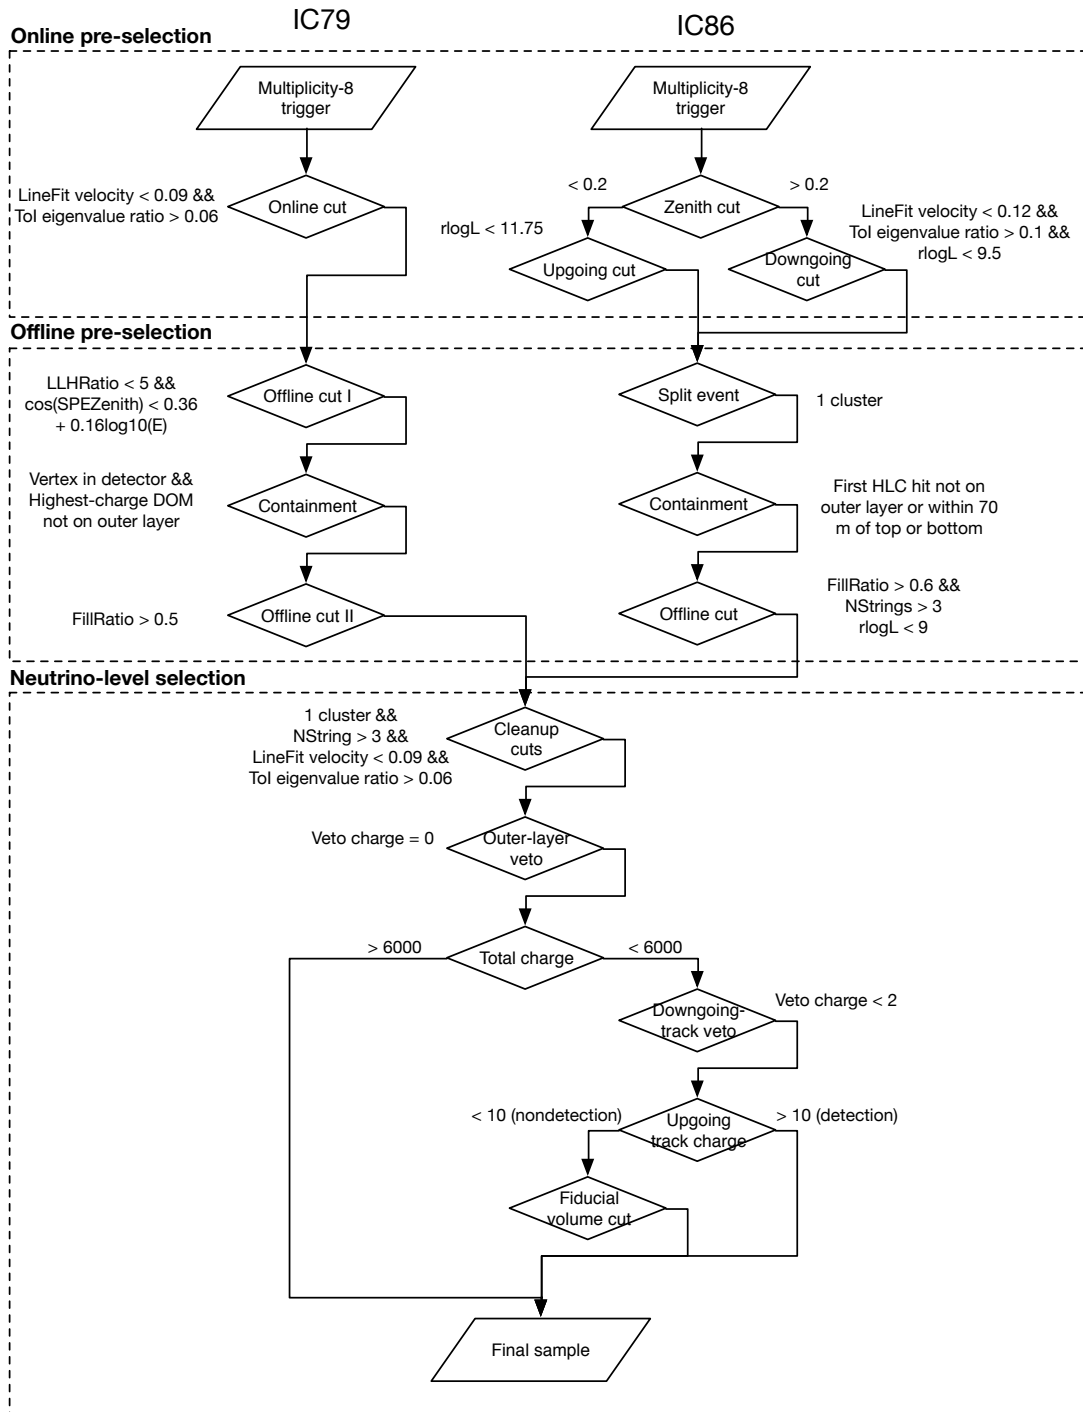 IC79
IC86
Online pre-selection
Multiplicity-8
trigger
Multiplicity-8
trigger
LineFit velocity < 0.09 &&
ToI eigenvalue ratio > 0.06
Online cut
< 0.2
> 0.2
Zenith cut
rlogL < 11.75
LineFit velocity < 0.12 &&
ToI eigenvalue ratio > 0.1 &&
rlogL < 9.5
Upgoing cut
Downgoing
cut
Offline pre-selection
LLHRatio < 5 &&
cos(SPEZenith) < 0.36
+ 0.16log10(E)
Offline cut I
Split event
1 cluster
Vertex in detector &&
Highest-charge DOM
not on outer layer
Containment
Containment
First HLC hit not on
outer layer or within 70
m of top or bottom
FillRatio > 0.5
Offline cut II
Offline cut
FillRatio > 0.6 &&
NStrings > 3
rlogL < 9
Neutrino-level selection
1 cluster &&
NString > 3 &&
LineFit velocity < 0.09 &&
ToI eigenvalue ratio > 0.06
Cleanup
cuts
Veto charge = 0
Outer-layer
veto
> 6000
Total charge
< 6000
Downgoing-
track veto
Veto charge < 2
< 10 (nondetection)
Upgoing
track charge
> 10 (detection)
Fiducial
volume cut
Final sample